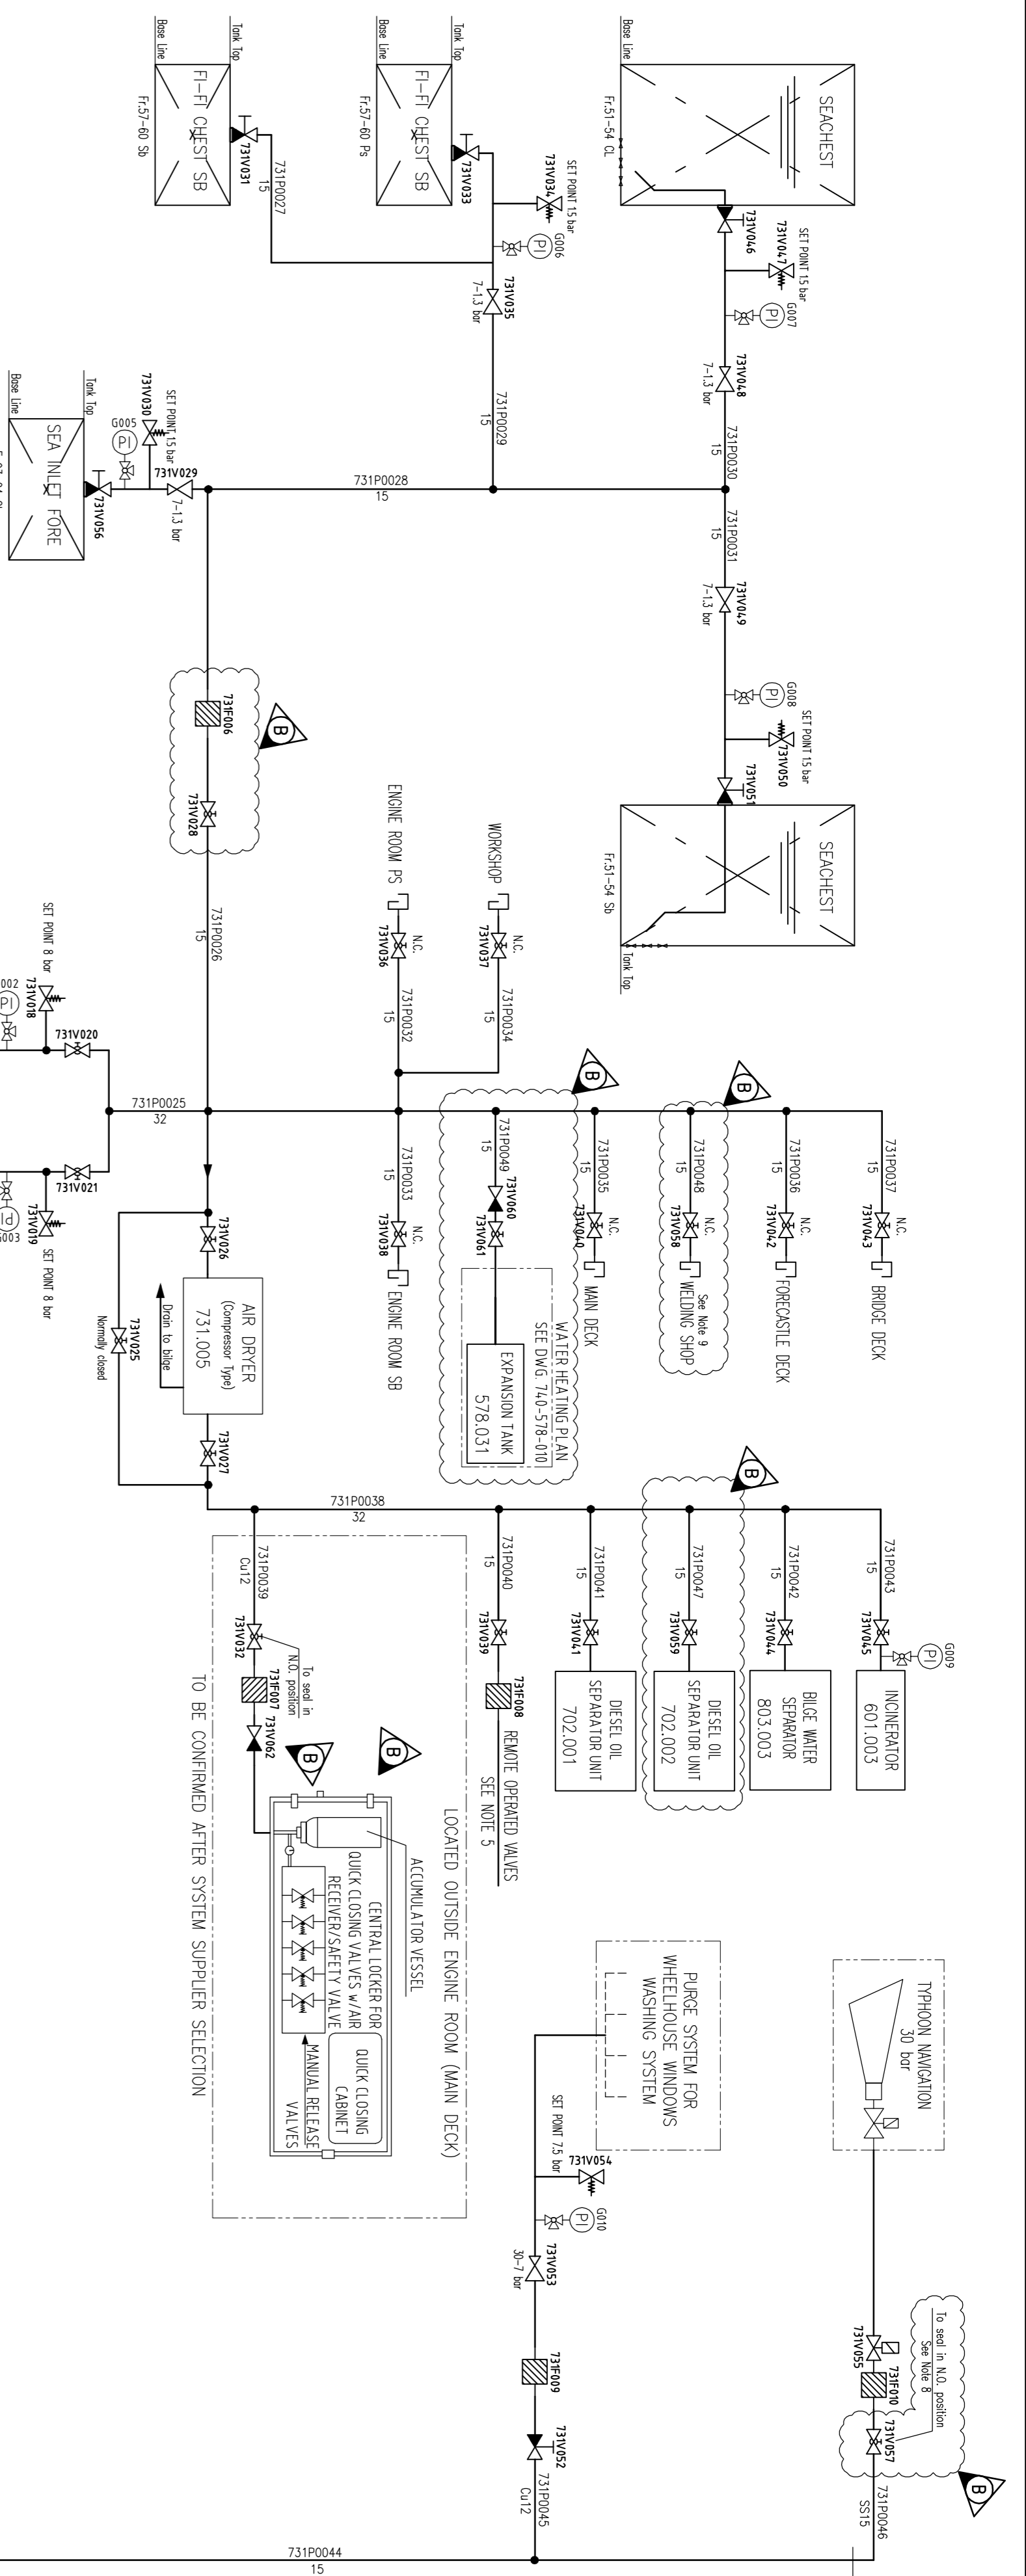 Base Line
SEACHEST
Fr.51-54 CL
731V046
SET POINT 1.5 bar
731V047
G007
PI
731V048
7-1.3 bar
731P0030
15
731P0031
15
731V049
7-1.3 bar
G008
PI
SET POINT 1.5 bar
731V050
731V051
SEACHEST
Fr.51-54 Sb
Tank Top
Tank Top
Base Line
FI-FI CHEST SB
Fr.57-60 Ps
731V033
SET POINT 1.5 bar
731V034
G006
PI
731V035
7-1.3 bar
731P0029
15
Tank Top
Base Line
FI-FI CHEST SB
Fr.57-60 Sb
731V031
731P0027
15
731P0028
15
Tank Top
Base Line
SEA INLET FORE
731V056
G005
PI
SET POINT 1.5 bar
731V030
731V029
7-1.3 bar
731F006
731V028
B
731P0026
15
WORKSHOP
N.C.
731V037
731P0034
15
ENGINE ROOM PS
N.C.
731V036
731P0032
15
SET POINT 8 bar
731V018
002
PI
731V020
731P0025
32
731V021
731V019
SET POINT 8 bar
G003
PI
731P0037
15
N.C.
731V043
BRIDGE DECK
731P0036
15
N.C.
731V042
FORECASTLE DECK
B
731P0048
15
N.C.
731V058
See Note 9
WELDING SHOP
731P0035
15
N.C.
731V040
MAIN DECK
B
731P0049
15
731V060
731V061
WATER HEATING PLAN
SEE DWG. 740-578-010
EXPANSION TANK
578.031
731P0033
15
N.C.
731V038
ENGINE ROOM SB
731V026
AIR DRYER
(Compressor Type)
731.005
Drain to bilge
731V025
Normally closed
731V027
731P0038
32
731P0043
15
731V045
G009
PI
INCINERATOR
601.003
731P0042
15
731V044
BILGE WATER
SEPARATOR
803.003
B
731P0047
15
731V059
DIESEL OIL
SEPARATOR UNIT
702.002
731P0041
15
731V041
DIESEL OIL
SEPARATOR UNIT
702.001
731P0040
15
731V039
731F008
REMOTE OPERATED VALVES
SEE NOTE 5
731P0039
Cu12
731V032
To seal in
N.O. position
731F007
731V062
B
B
LOCATED OUTSIDE ENGINE ROOM (MAIN DECK)
ACCUMULATOR VESSEL
CENTRAL LOCKER FOR
QUICK CLOSING VALVES w/AIR
RECEIVER/SAFETY VALVE
QUICK CLOSING
CABINET
MANUAL RELEASE
VALVES
TO BE CONFIRMED AFTER SYSTEM SUPPLIER SELECTION
TYPHOON NAVIGATION
30 bar
PURGE SYSTEM FOR
WHEELHOUSE WINDOWS
WASHING SYSTEM
SET POINT 7.5 bar
731V054
G010
PI
731V053
30-7 bar
731F009
731V052
731P0045
Cu12
To seal in N.O. position
See Note 8
731V055
731F010
731V057
B
731P0046
SS15
731P0044
15